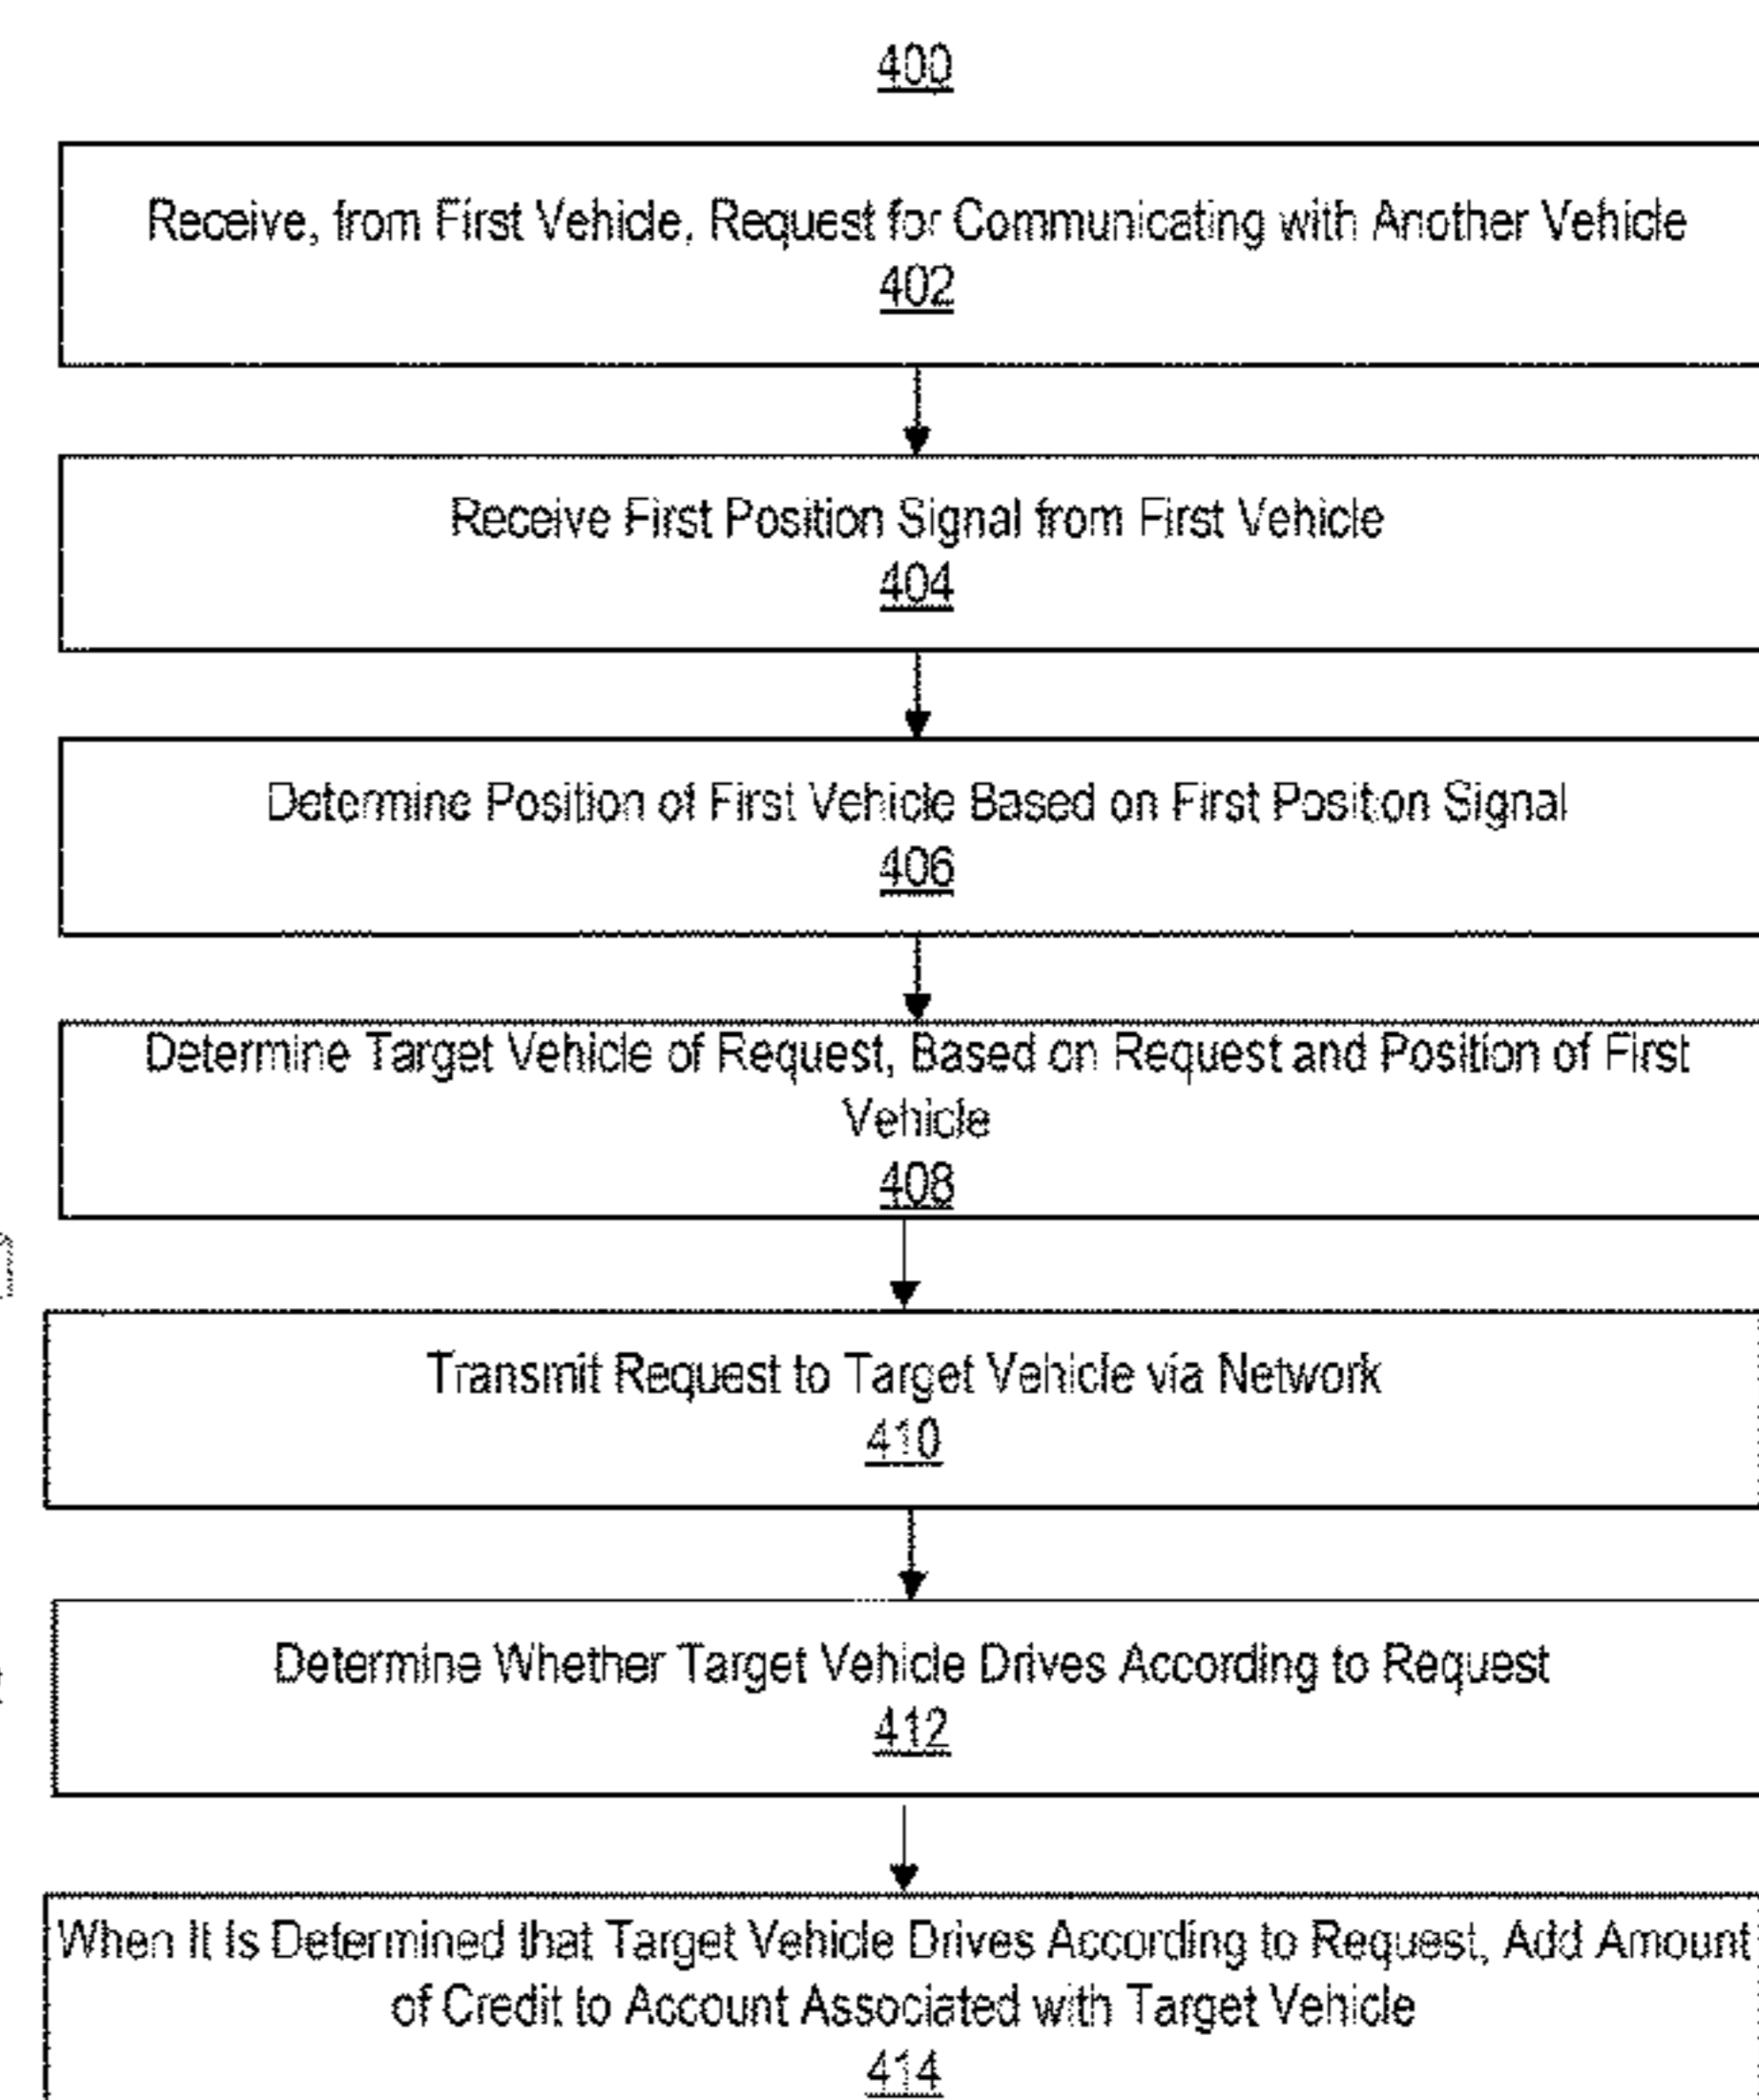 400
Receive, from First Vehicle, Request for Communicating with Another Vehicle
402
Receive First Position Signal from First Vehicle
404
Determine Position of First Vehicle Based on First Position Signal
406
Determine Target Vehicle of Request, Based on Request and Position of First
Vehicle
408
Transmit Request to Target Vehicle via Network
410
Determine Whether Target Vehicle Drives According to Request
412
When It Is Determined that Target Vehicle Drives According to Request, Add Amount
of Credit to Account Associated with Target Vehicle
414